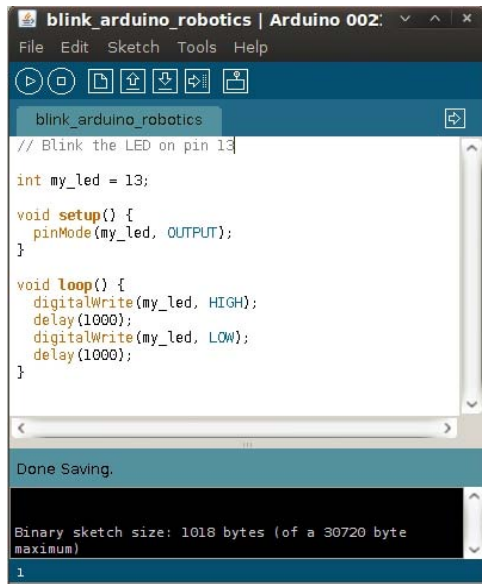 blink_arduino_robotics | Arduino 002
File Edit Sketch Tools Help
blink_arduino_robotics
// Blink the LED on pin 13
int my_led = 13;
void setup() {
  pinMode(my_led, OUTPUT);
}
void loop() {
  digitalWrite(my_led, HIGH);
  delay(1000);
  digitalWrite(my_led, LOW);
  delay(1000);
}
Done Saving.
Binary sketch size: 1018 bytes (of a 30720 byte
maximum)
1